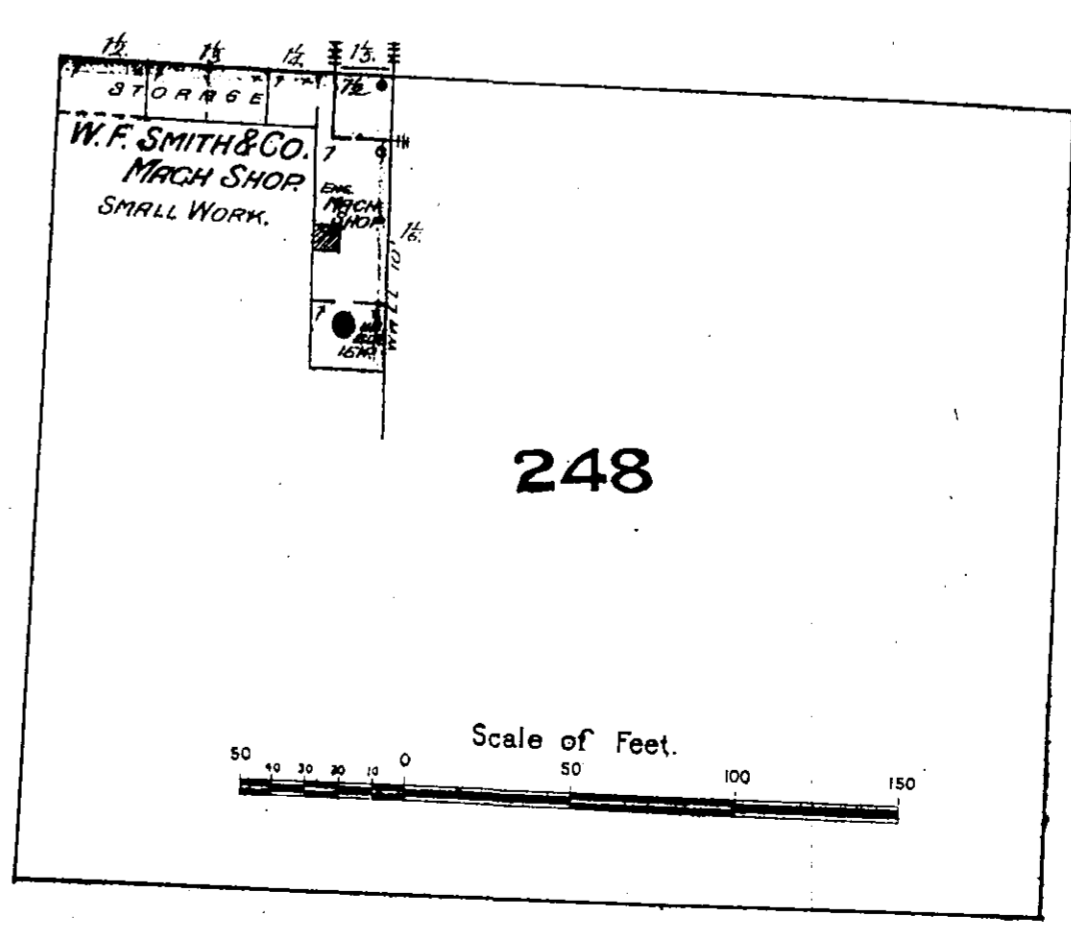 STORAGE
W. F. SMITH & CO.
MACH SHOP.
SMALL WORK.
ENG.
MACH.
SHOP
15 H.P.
248
Scale of Feet.
50 40 30 20 10 0 50 100 150